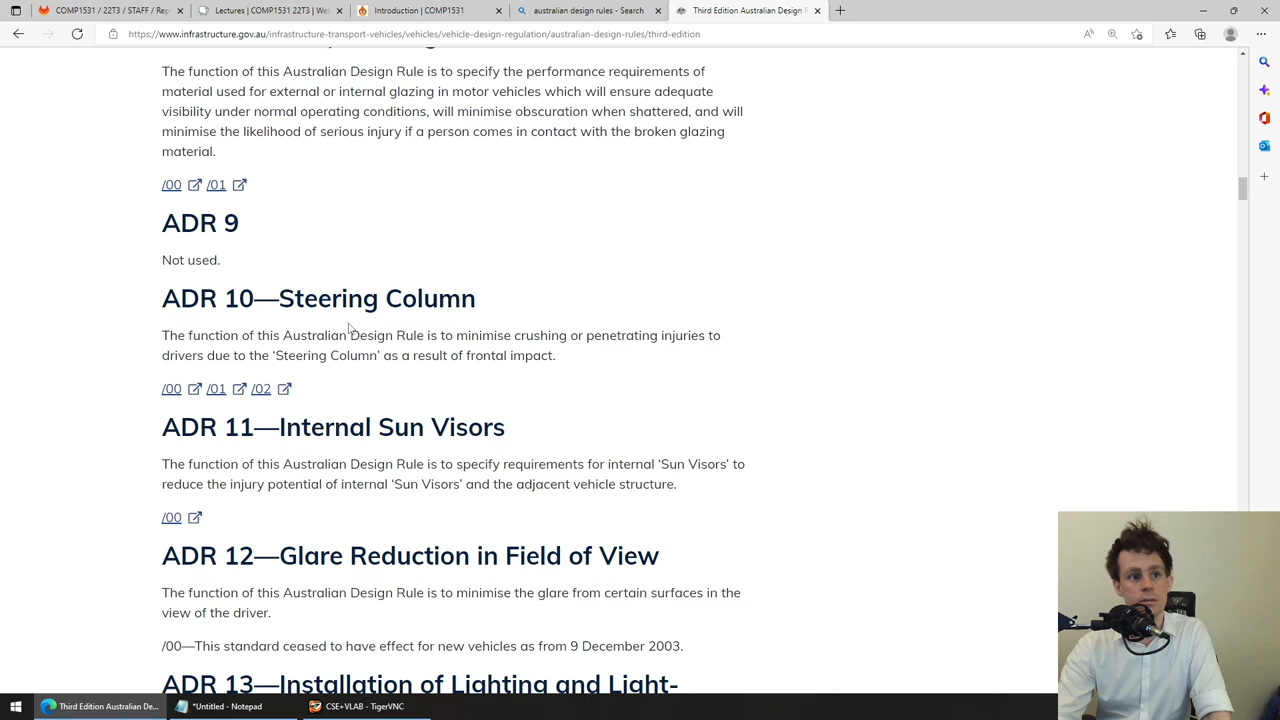 COMP1531 / 22T3 / STAFF / Rep
Lectures | COMP1531 22T3 | Web
Introduction | COMP1531
australian design rules - Search
Third Edition Australian Design R
https://www.infrastructure.gov.au/infrastructure-transport-vehicles/vehicles/vehicle-design-regulation/australian-design-rules/third-edition
The function of this Australian Design Rule is to specify the performance requirements of
material used for external or internal glazing in motor vehicles which will ensure adequate
visibility under normal operating conditions, will minimise obscuration when shattered, and will
minimise the likelihood of serious injury if a person comes in contact with the broken glazing
material.
/00 /01
ADR 9
Not used.
ADR 10—Steering Column
The function of this Australian Design Rule is to minimise crushing or penetrating injuries to
drivers due to the ‘Steering Column’ as a result of frontal impact.
/00 /01 /02
ADR 11—Internal Sun Visors
The function of this Australian Design Rule is to specify requirements for internal ‘Sun Visors’ to
reduce the injury potential of internal ‘Sun Visors’ and the adjacent vehicle structure.
/00
ADR 12—Glare Reduction in Field of View
The function of this Australian Design Rule is to minimise the glare from certain surfaces in the
view of the driver.
/00—This standard ceased to have effect for new vehicles as from 9 December 2003.
ADR 13—Installation of Lighting and Light-
Third Edition Australian De...
*Untitled - Notepad
CSE+VLAB - TigerVNC